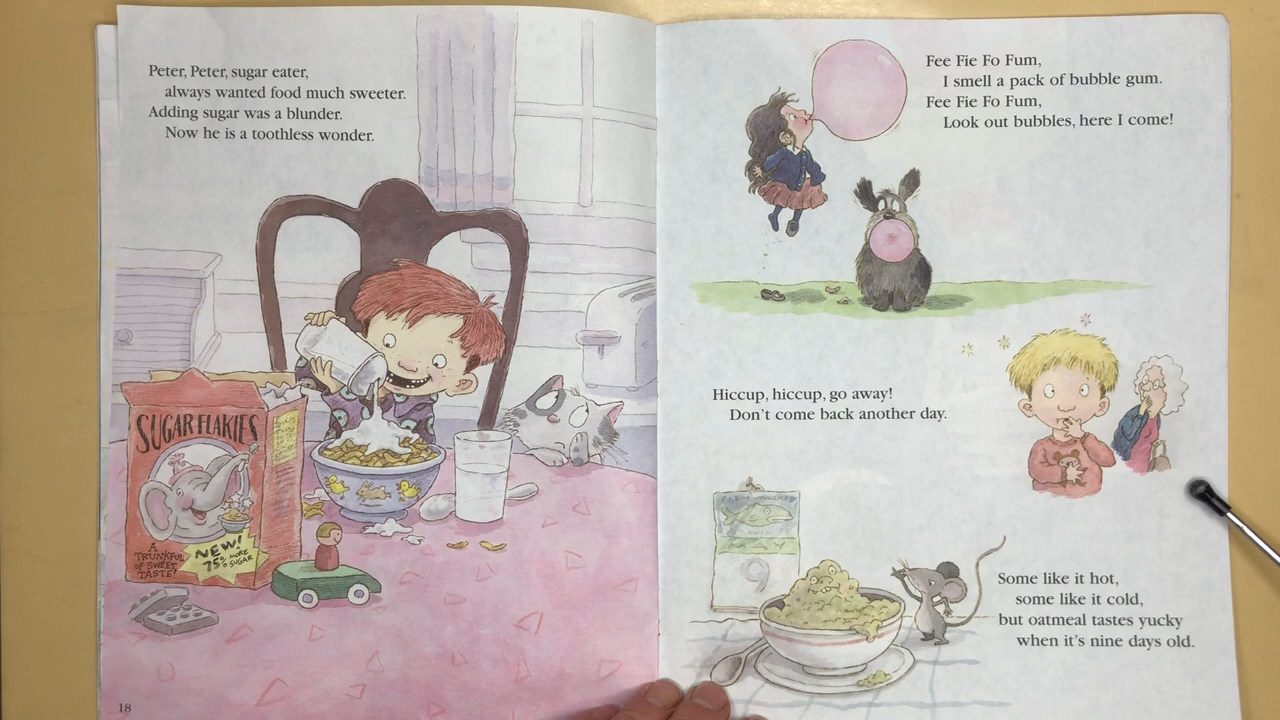 Peter, Peter, sugar eater,
always wanted food much sweeter.
Adding sugar was a blunder.
Now he is a toothless wonder.
SUGAR FLAKIES
A
TRUNKFUL
OF SWEET
TASTE!
NEW!
75% MORE
SUGAR
18
Fee Fie Fo Fum,
I smell a pack of bubble gum.
Fee Fie Fo Fum,
Look out bubbles, here I come!
Hiccup, hiccup, go away!
Don't come back another day.
9
Some like it hot,
some like it cold,
but oatmeal tastes yucky
when it's nine days old.